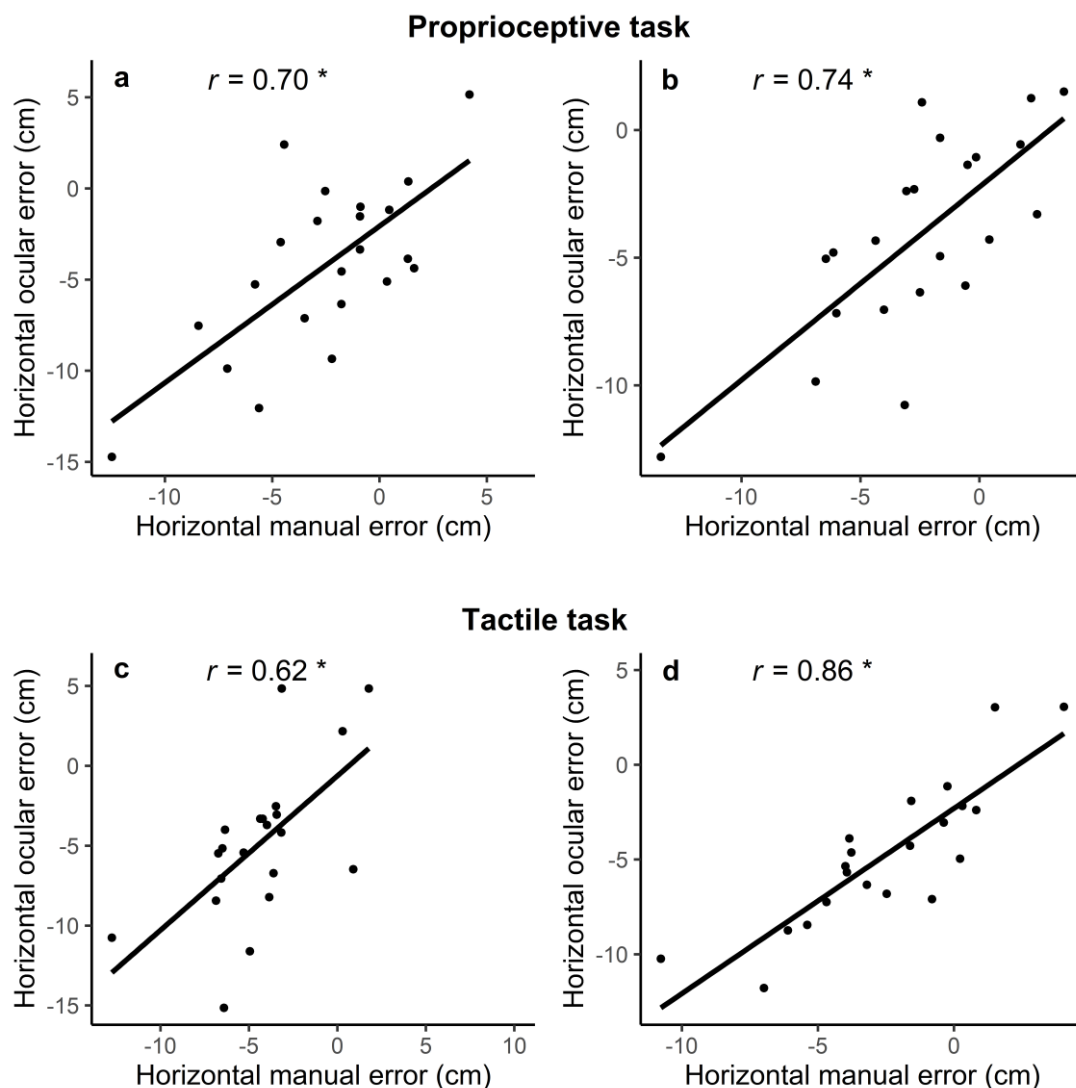 Proprioceptive task
a r = 0.70 *
Horizontal ocular error (cm)
5
0
-5
-10
-15
-10 -5 0 5
Horizontal manual error (cm)
b r = 0.74 *
Horizontal ocular error (cm)
0
-5
-10
-10 -5 0
Horizontal manual error (cm)
Tactile task
c r = 0.62 *
Horizontal ocular error (cm)
5
0
-5
-10
-15
-10 -5 0 5 10
Horizontal manual error (cm)
d r = 0.86 *
Horizontal ocular error (cm)
5
0
-5
-10
-10 -5 0
Horizontal manual error (cm)